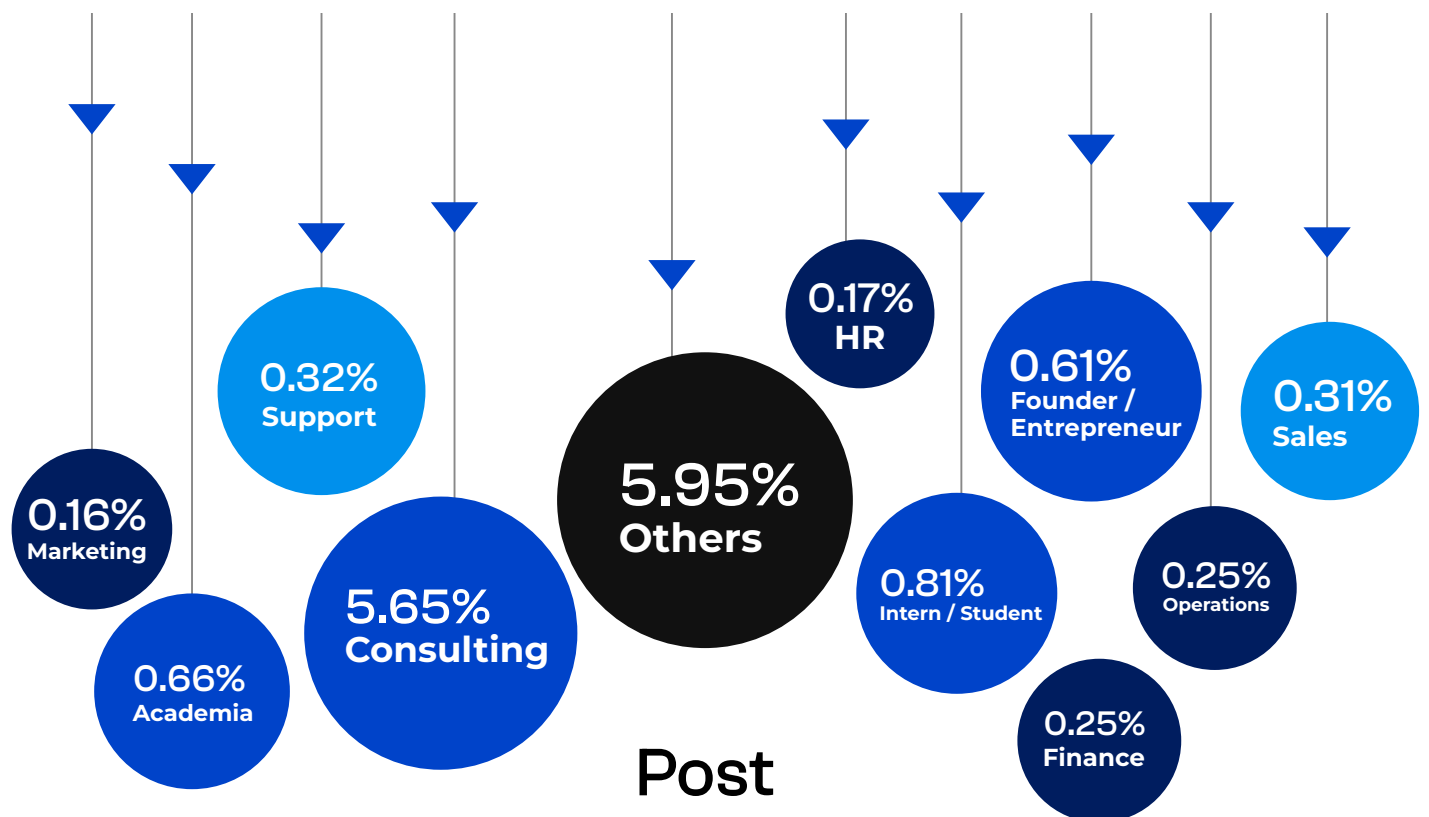 0.17%
HR
0.32%
Support
0.61%
Founder /
Entrepreneur
0.31%
Sales
5.95%
Others
0.16%
Marketing
5.65%
Consulting
0.81%
Intern / Student
0.25%
Operations
0.66%
Academia
0.25%
Finance
Post